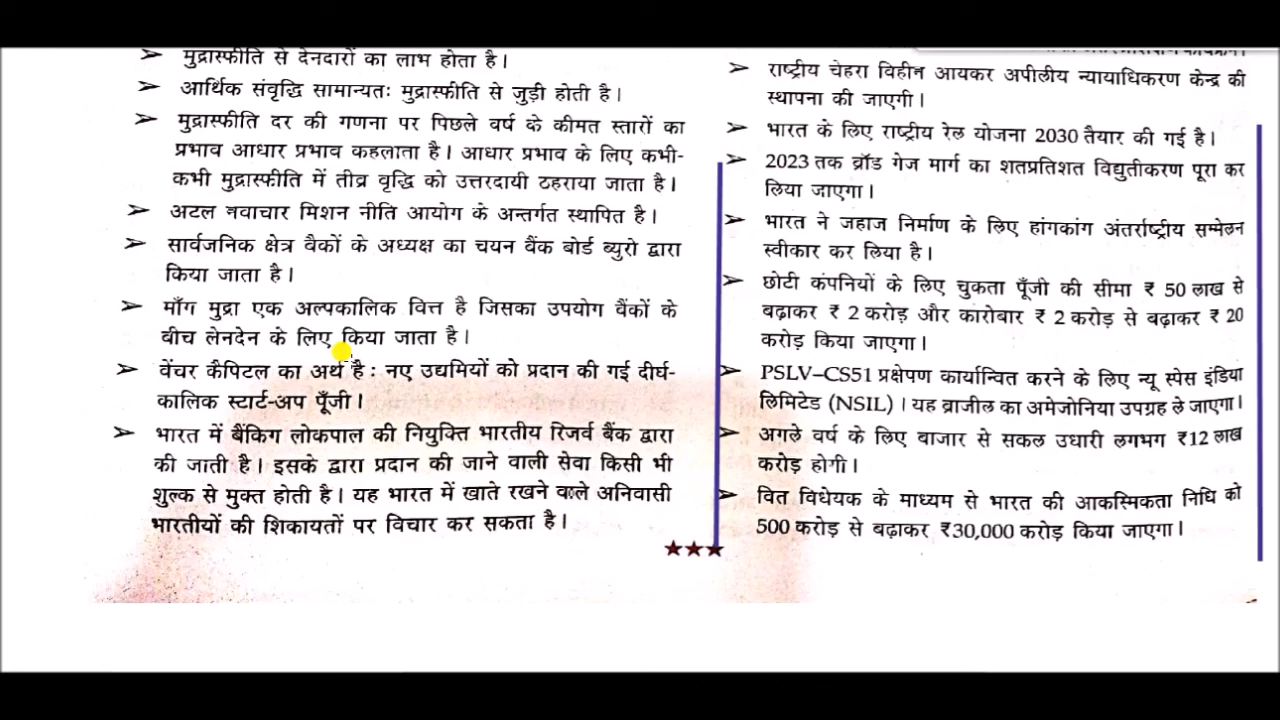 ➢ मुद्रास्फीति से देनदारों का लाभ होता है।
➢ आर्थिक संवृद्धि सामान्यतः मुद्रास्फीति से जुड़ी होती है।
➢ मुद्रास्फीति दर की गणना पर पिछले वर्ष के कीमत स्तारों का
प्रभाव आधार प्रभाव कहलाता है। आधार प्रभाव के लिए कभी-
कभी मुद्रास्फीति में तीव्र वृद्धि को उत्तरदायी टहराया जाता है।
➢ अटल नवाचार मिशन नीति आयोग के अन्तर्गत स्थापित है।
➢ सार्वजनिक क्षेत्र वैकों के अध्यक्ष का चयन बैंक बोर्ड ब्युरो द्वारा
किया जाता है।
➢ माँग मुद्रा एक अल्पकालिक वित्त है जिसका उपयोग बैंकों के
बीच लेनदेन के लिए किया जाता है।
➢ वेंचर कैपिटल का अर्थ है : नए उद्यमियों को प्रदान की गई दीर्घ-
कालिक स्टार्ट-अप पूँजी।
➢ भारत में बैंकिग लोकपाल की नियुक्ति भारतीय रिजर्व बैंक द्वारा
की जाती है। इसके द्वारा प्रदान की जाने वाली सेवा किसी भी
शुल्क से मुक्त होती है। यह भारत में खाते रखने वाले अनिवासी
भारतीयों की शिकायतों पर विचार कर सकता है।
➢ राष्ट्रीय चेहरा विहीन आयकर अपीलीय न्यायाधिकरण केन्द्र की
स्थापना की जाएगी।
➢ भारत के लिए राष्ट्रीय रेल योजना 2030 तैयार की गई है।
➢ 2023 तक ब्रॉड गेज मार्ग का शतप्रतिशत विद्युतीकरण पूरा कर
लिया जाएगा।
➢ भारत ने जहाज निर्माण के लिए हांगकांग अंतर्राष्ट्रीय सम्मेलन
स्वीकार कर लिया है।
➢ छोटी कंपनियों के लिए चुकता पूँजी की सीमा ₹ 50 लाख से
बढ़ाकर ₹ 2 करोड़ और कारोबार ₹ 2 करोड़ से बढ़ाकर ₹ 20
करोड़ किया जाएगा।
➢ PSLV-CS51 प्रक्षेपण कार्यान्वित करने के लिए न्यू स्पेस इंडिया
लिमिटेड (NSIL)। यह ब्राजील का अमेजोनिया उपग्रह ले जाएगा।
➢ अगले वर्ष के लिए बाजार से सकल उधारी लगभग ₹12 लाख
करोड़ होगी।
➢ वित विधेयक के माध्यम से भारत की आकस्मिकता निधि को
500 करोड़ से बढ़ाकर ₹30,000 करोड़ किया जाएगा।
★★★